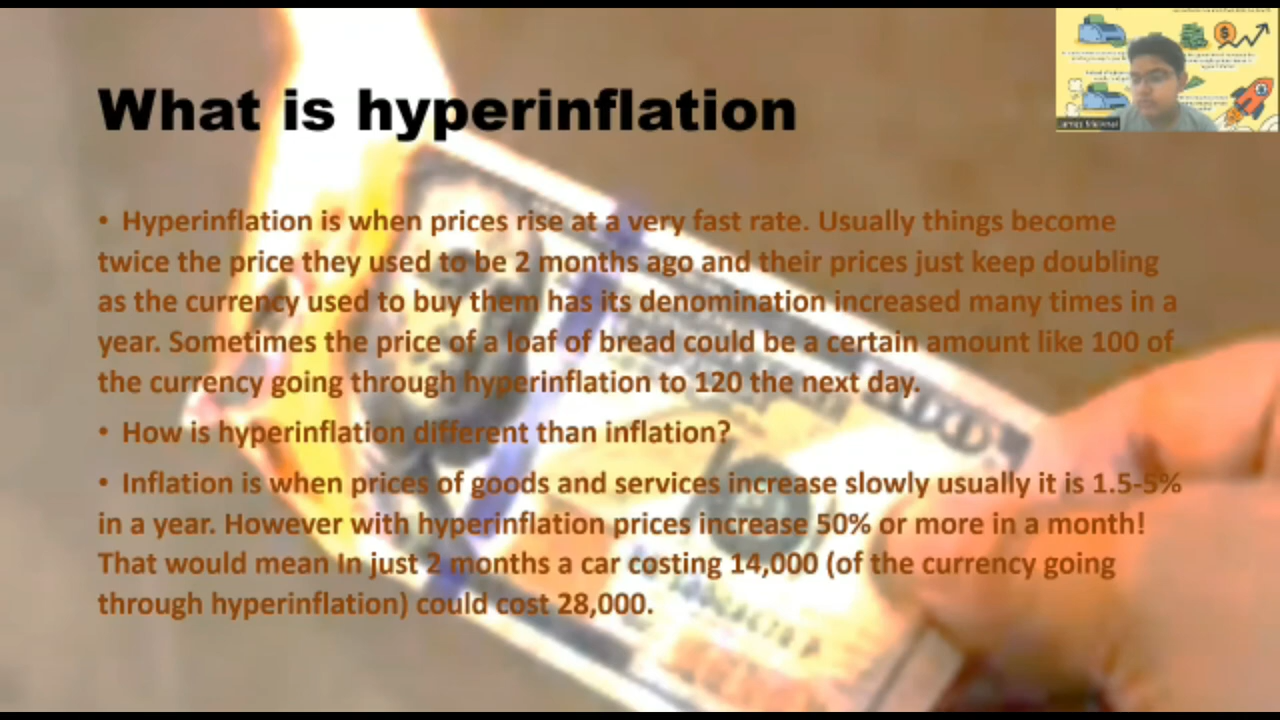 What is hyperinflation
• Hyperinflation is when prices rise at a very fast rate. Usually things become
twice the price they used to be 2 months ago and their prices just keep doubling
as the currency used to buy them has its denomination increased many times in a
year. Sometimes the price of a loaf of bread could be a certain amount like 100 of
the currency going through hyperinflation to 120 the next day.
• How is hyperinflation different than inflation?
• Inflation is when prices of goods and services increase slowly usually it is 1.5-5%
in a year. However with hyperinflation prices increase 50% or more in a month!
That would mean In just 2 months a car costing 14,000 (of the currency going
through hyperinflation) could cost 28,000.